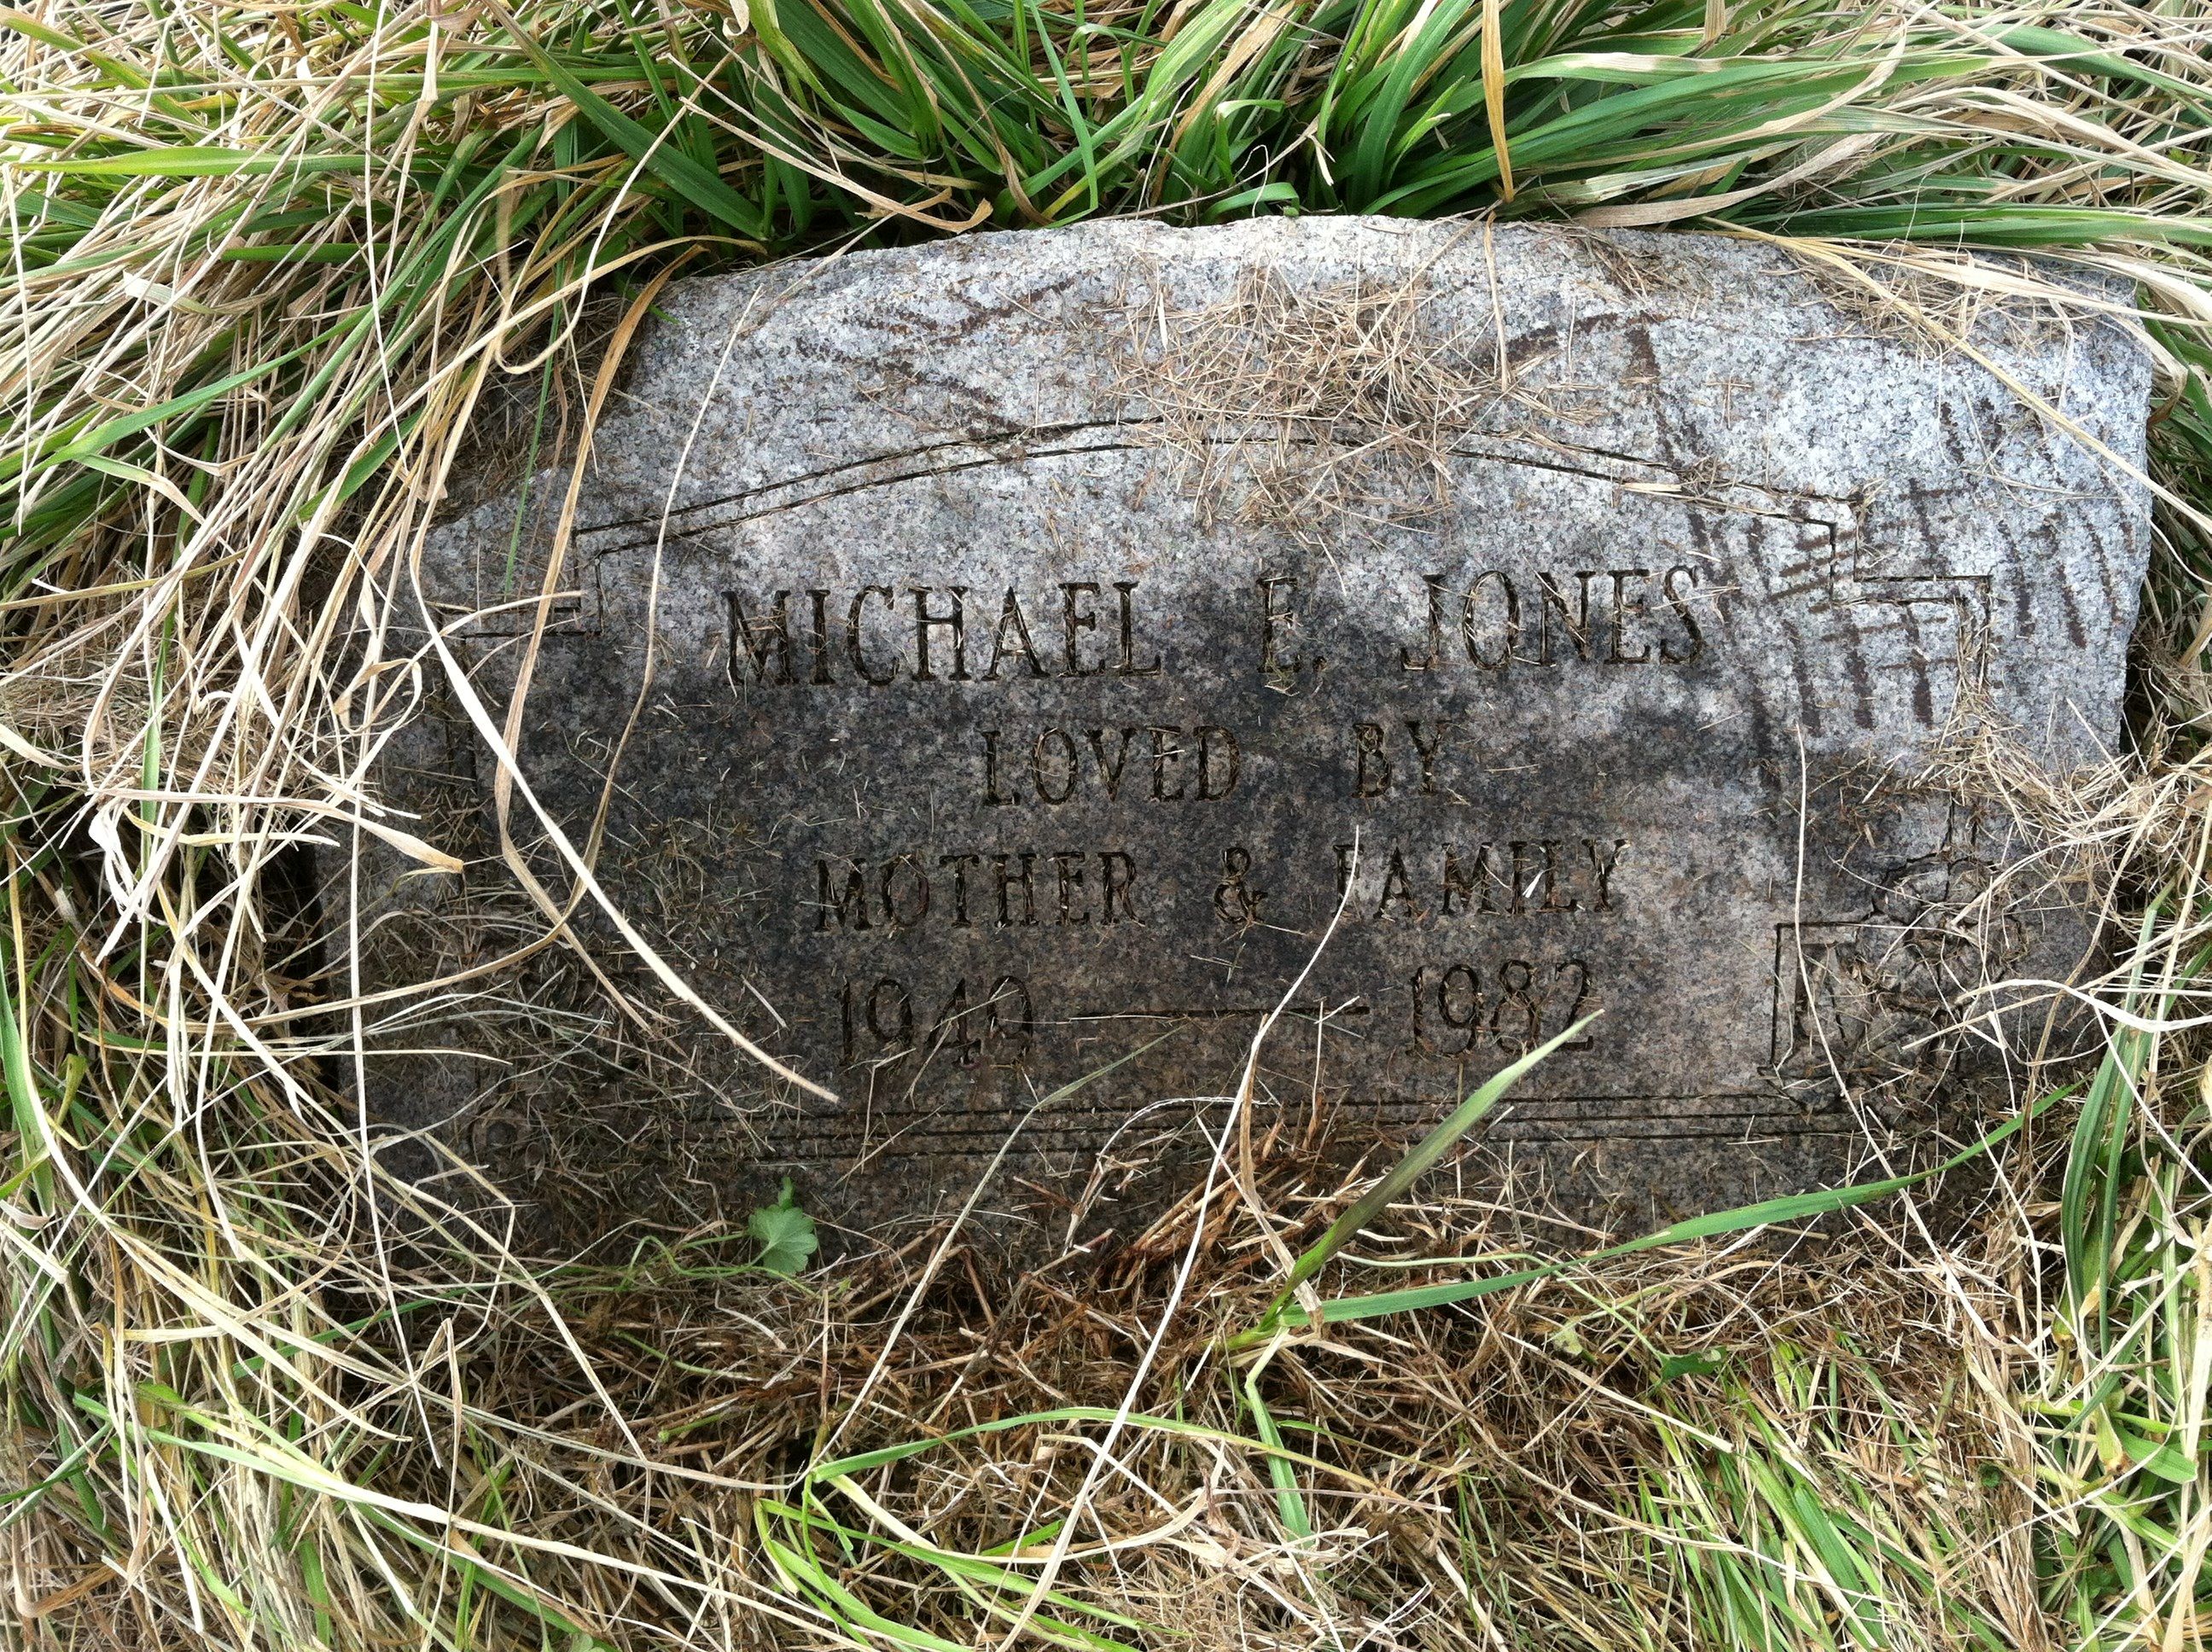 MICHAEL E. JONES
LOVED BY
MOTHER & FAMILY
1940 — 1982